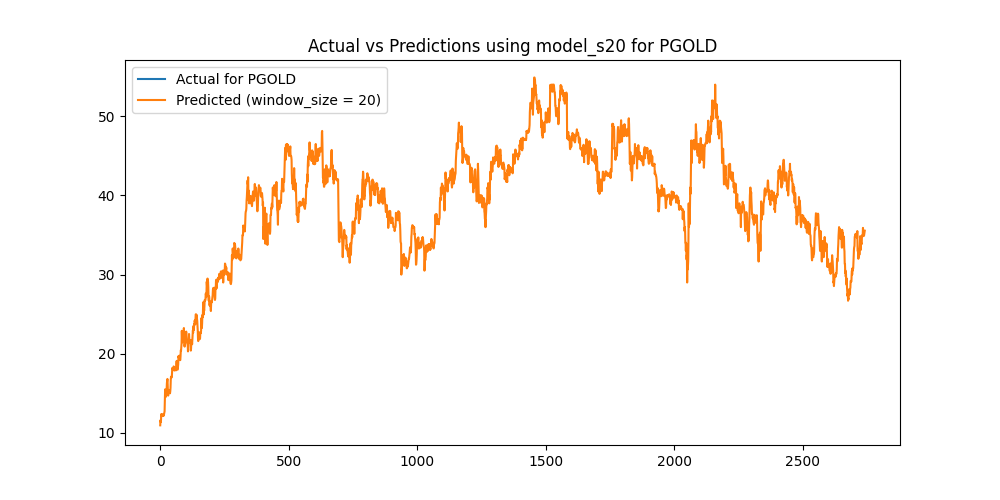 Actual vs Predictions using model_s20 for PGOLD
Actual for PGOLD
Predicted (window_size = 20)
50
40
30
20
10
0 500 1000 1500 2000 2500